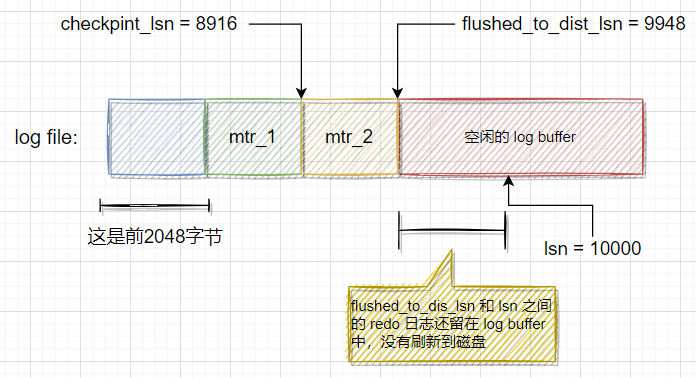 checkpint_lsn = 8916
flushed_to_dist_lsn = 9948
log file:
mtr_1
mtr_2
空闲的 log buffer
这是前2048字节
lsn = 10000
flushed_to_dis_lsn 和 lsn 之间
的 redo 日志还留在 log buffer
中，没有刷新到磁盘